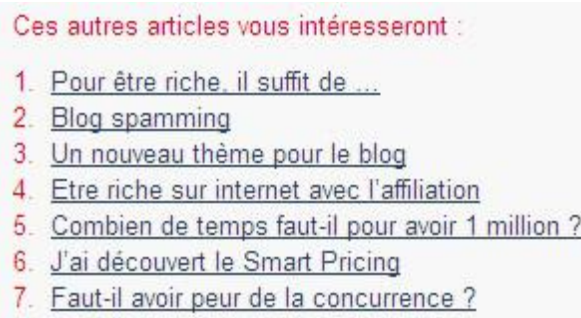 Ces autres articles vous intéresseront :
1. Pour être riche, il suffit de ...
2. Blog spamming
3. Un nouveau thème pour le blog
4. Etre riche sur internet avec l'affiliation
5. Combien de temps faut-il pour avoir 1 million ?
6. J'ai découvert le Smart Pricing
7. Faut-il avoir peur de la concurrence ?